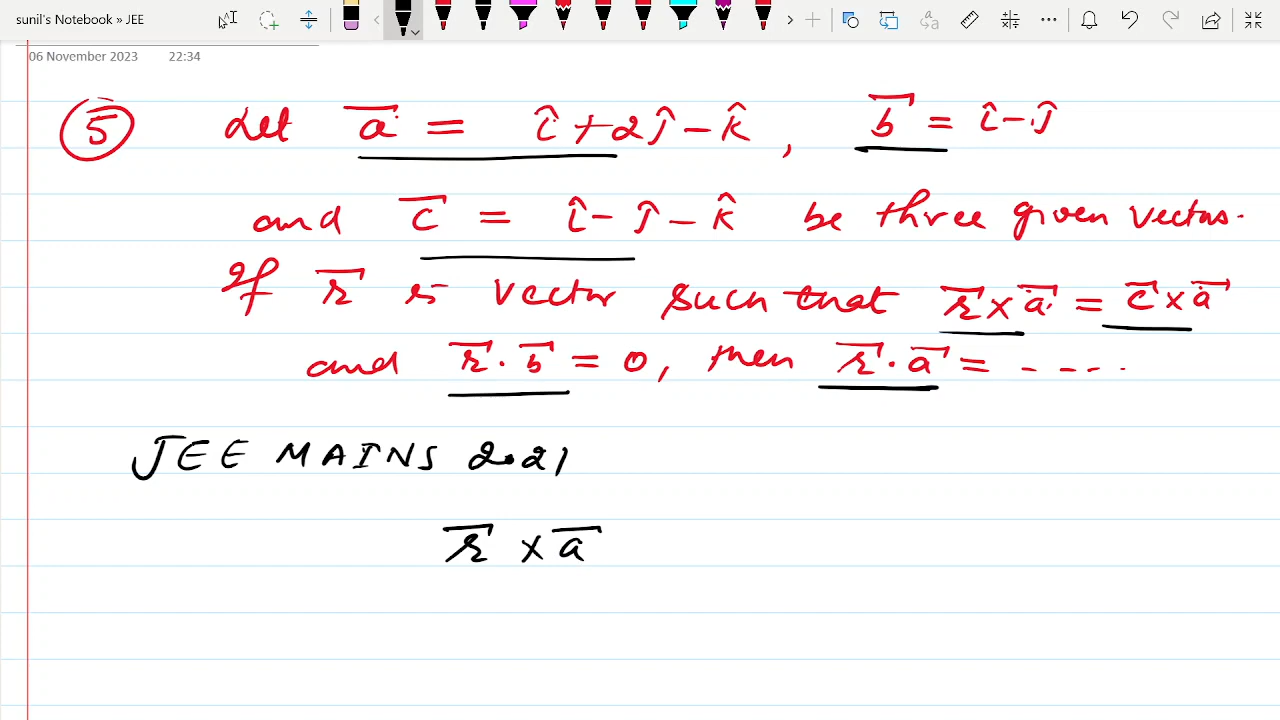 sunil's Notebook » JEE
06 November 2023 22:34
⑤ Let a⃗ = î + 2ĵ - k̂, b⃗ = î - ĵ
and c⃗ = î - ĵ - k̂ be three given vectors.
If r⃗ is vector such that r⃗ × a⃗ = c⃗ × a⃗
and r⃗ · b⃗ = 0, then r⃗ · a⃗ = - - - - .
JEE MAINS 2021
r⃗ × a⃗